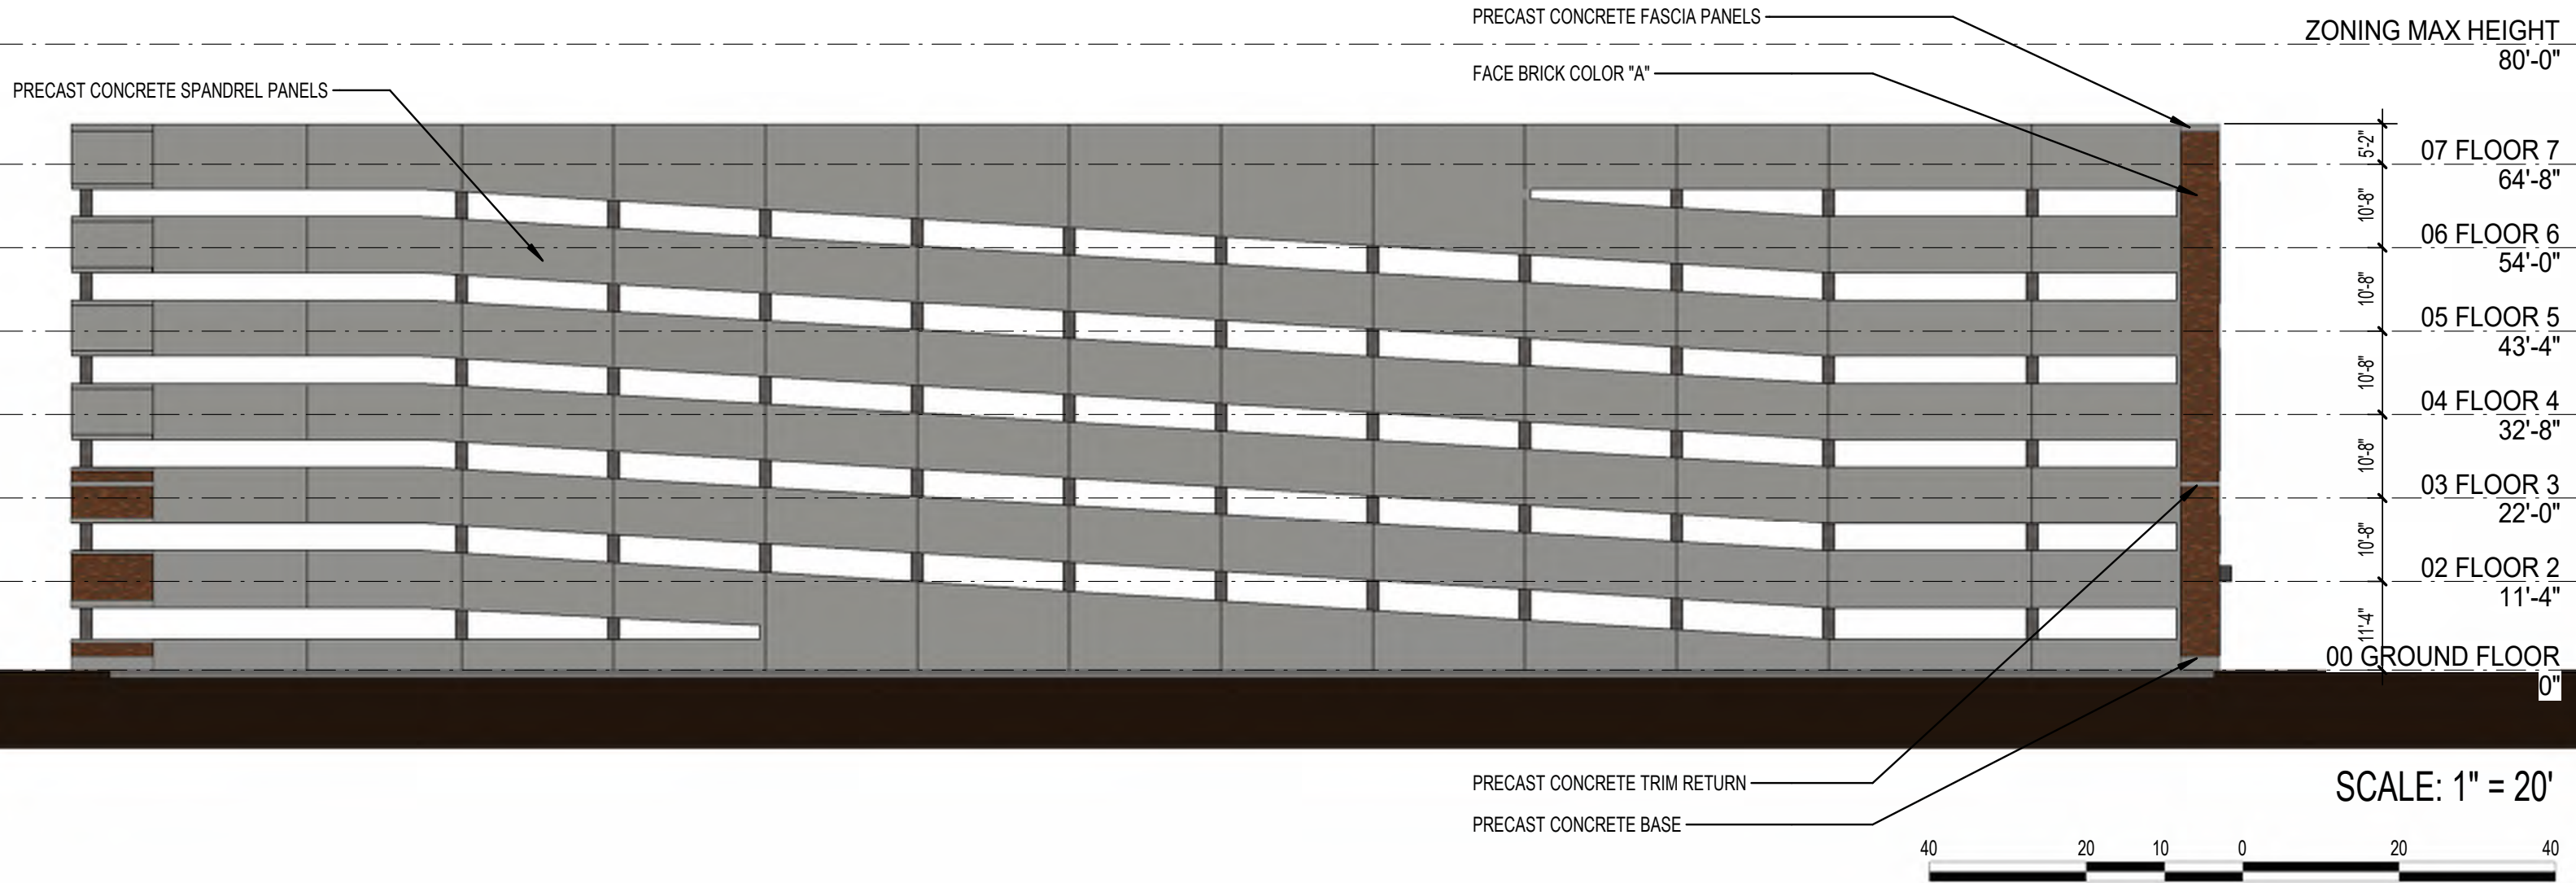 PRECAST CONCRETE FASCIA PANELS
ZONING MAX HEIGHT
80'-0"
FACE BRICK COLOR "A"
PRECAST CONCRETE SPANDREL PANELS
5'-2"
07 FLOOR 7
64'-8"
10'-8"
06 FLOOR 6
54'-0"
10'-8"
05 FLOOR 5
43'-4"
10'-8"
04 FLOOR 4
32'-8"
10'-8"
03 FLOOR 3
22'-0"
10'-8"
02 FLOOR 2
11'-4"
11'-4"
00 GROUND FLOOR
0"
PRECAST CONCRETE TRIM RETURN
SCALE: 1" = 20'
PRECAST CONCRETE BASE
40 20 10 0 20 40